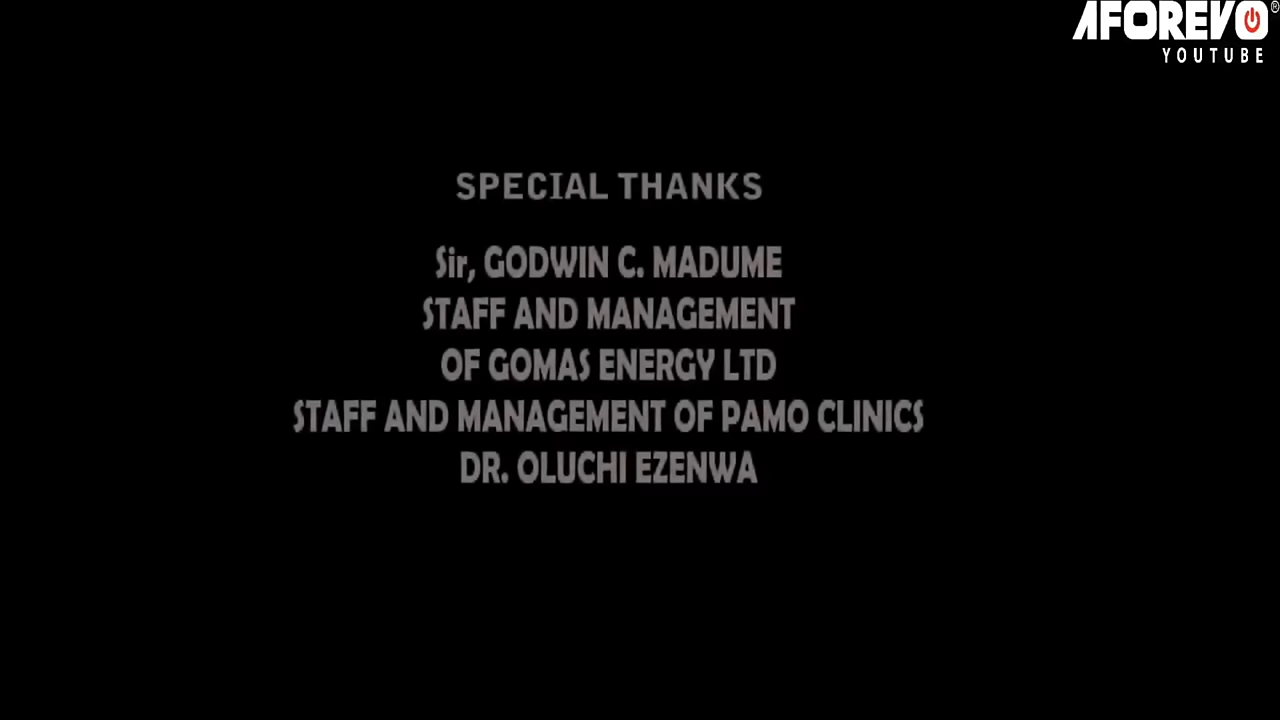 AFOREVO®
YOUTUBE
SPECIAL THANKS
Sir, GODWIN C. MADUME
STAFF AND MANAGEMENT
OF GOMAS ENERGY LTD
STAFF AND MANAGEMENT OF PAMO CLINICS
DR. OLUCHI EZENWA